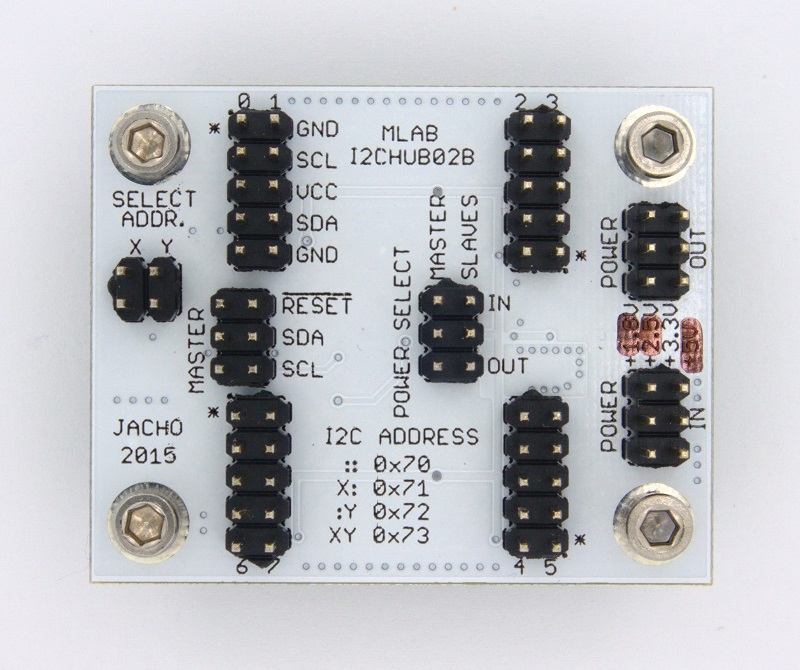 0 1
2 3
* GND
SCL
VCC
SDA
GND
MLAB
I2CHUB02B
*
SELECT
ADDR.
X Y
MASTER
RESET
SDA
SCL
POWER SELECT
MASTER
SLAVES
IN
OUT
POWER
OUT
+1.8V
+2.5V
+3.3V
+5V
POWER
IN
*
JACHO
2015
I2C ADDRESS
:: 0x70
X: 0x71
:Y 0x72
XY 0x73
*
6 7
4 5